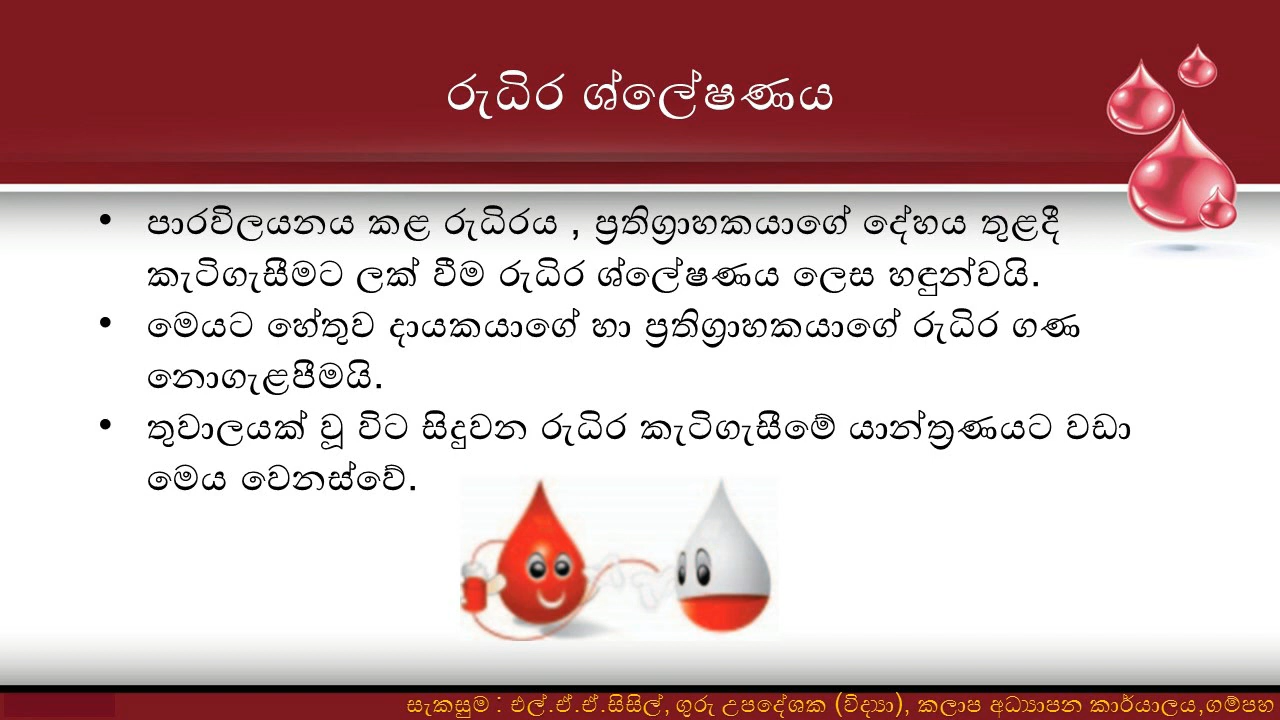 රුධිර ශ්ලේෂණය
• පාරවිලයනය කළ රුධිරය , ප්‍රතිග්‍රාහකයාගේ දේහය තුළදී
කැටිගැසීමට ලක් වීම රුධිර ශ්ලේෂණය ලෙස හඳුන්වයි.
• මෙයට හේතුව දායකයාගේ හා ප්‍රතිග්‍රාහකයාගේ රුධිර ගණ
නොගැළපීමයි.
• තුවාලයක් වූ විට සිදුවන රුධිර කැටිගැසීමේ යාන්ත්‍රණයට වඩා
මෙය වෙනස්වේ.
සැකසුම : එල්.ඒ.ඒ.සිසිල්, ගුරු උපදේශක (විද්‍යා), කලාප අධ්‍යාපන කාර්යාලය,ගම්පහ